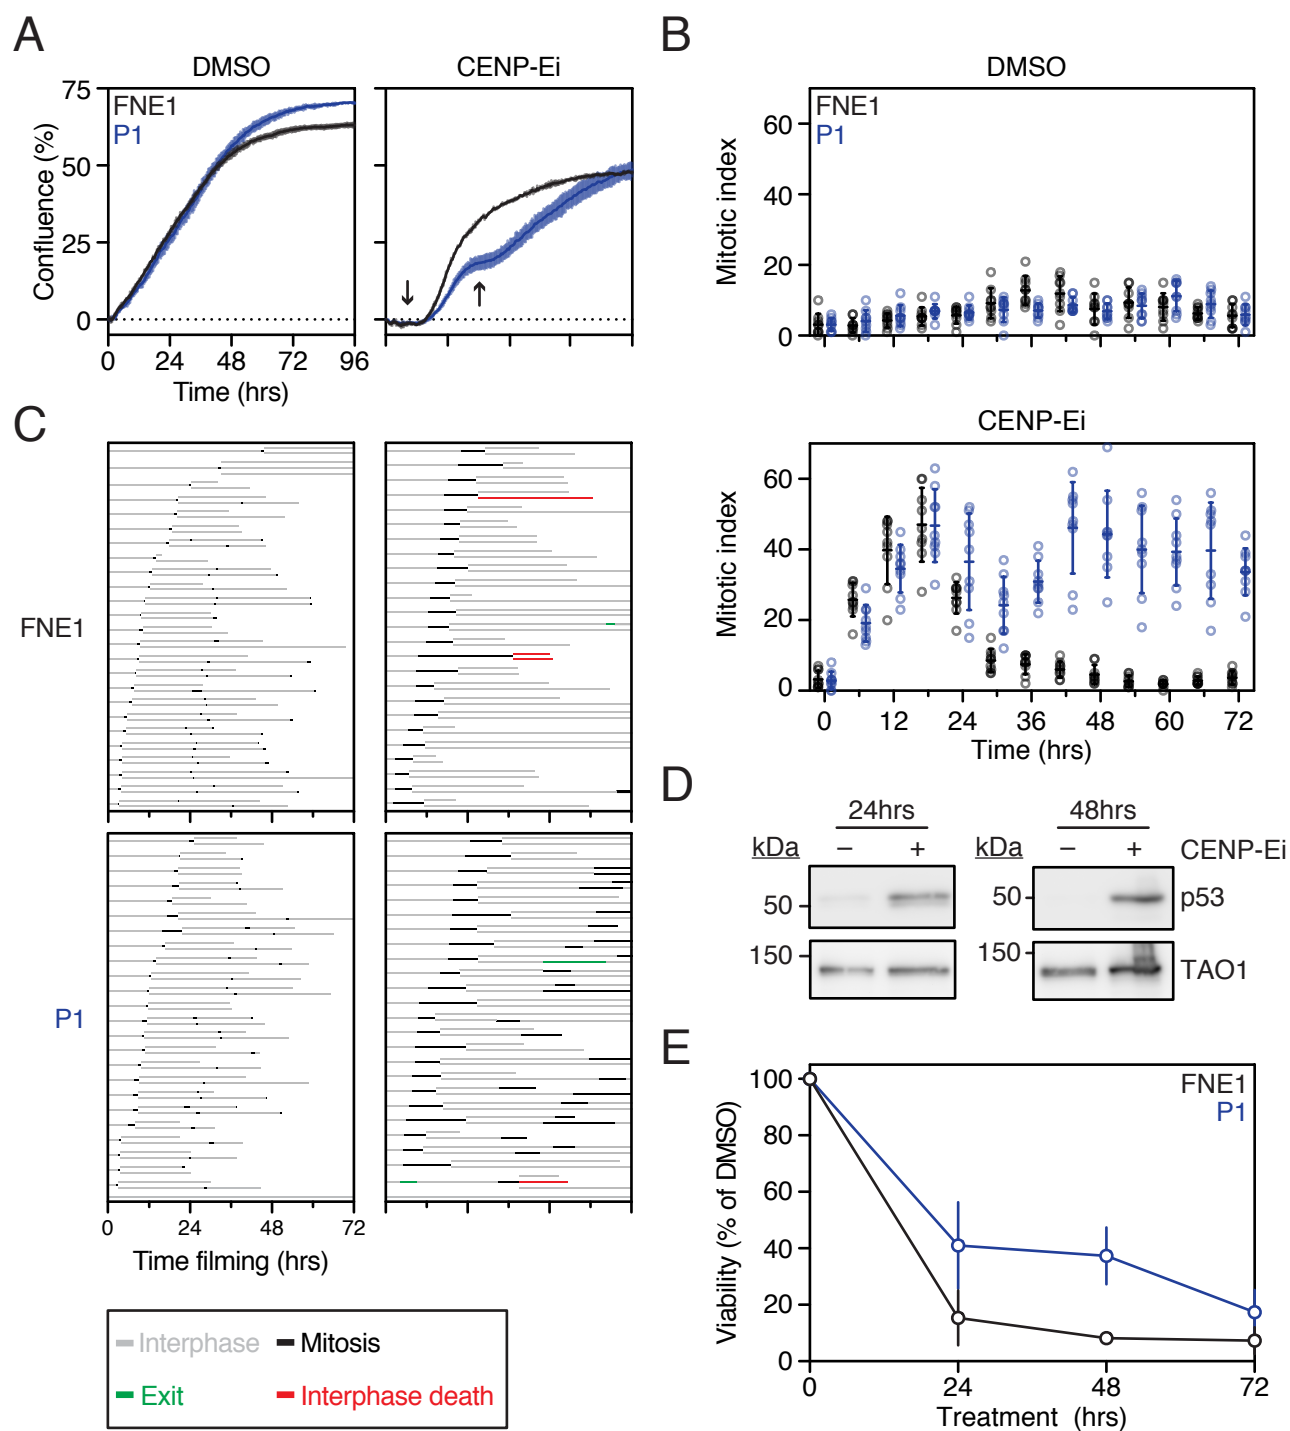 A
DMSO
CENP-Ei
75
50
25
0
Confluence (%)
FNE1
P1
0 24 48 72 96
Time (hrs)
B
DMSO
FNE1
P1
60
40
20
0
Mitotic index
CENP-Ei
60
40
20
0
Mitotic index
0 12 24 36 48 60 72
Time (hrs)
C
FNE1
P1
0 24 48 72
Time filming (hrs)
Interphase
Mitosis
Exit
Interphase death
D
24hrs
48hrs
kDa – +
kDa – + CENP-Ei
50
50 p53
150
150 TAO1
E
100
80
60
40
20
0
Viability (% of DMSO)
FNE1
P1
0 24 48 72
Treatment (hrs)